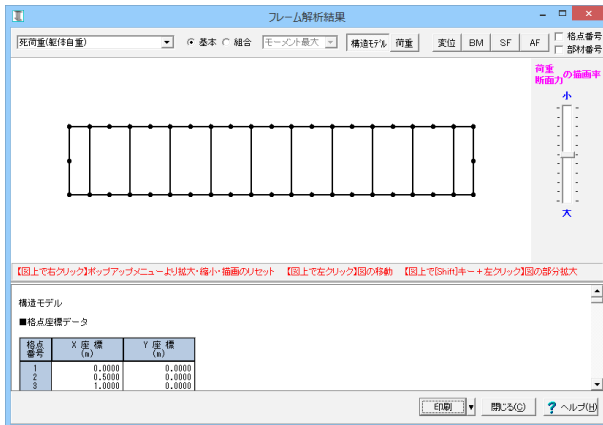 フレーム解析結果
死荷重(躯体自重) 基本 組合 モーメント最大 構造モデル 荷重 変位 BM SF AF 格点番号
部材番号
荷重
断面力 の描画率
小
大
【図上で右クリック】ポップアップメニューより拡大・縮小・描画のリセット 【図上で左クリック】図の移動 【図上で[Shift]キー+左クリック】図の部分拡大
構造モデル
■格点座標データ
格点 X 座 標 Y 座 標
番号 (m) (m)
1 0.0000 0.0000
2 0.5000 0.0000
3 1.0000 0.0000
印刷 閉じる(C) ? ヘルプ(H)